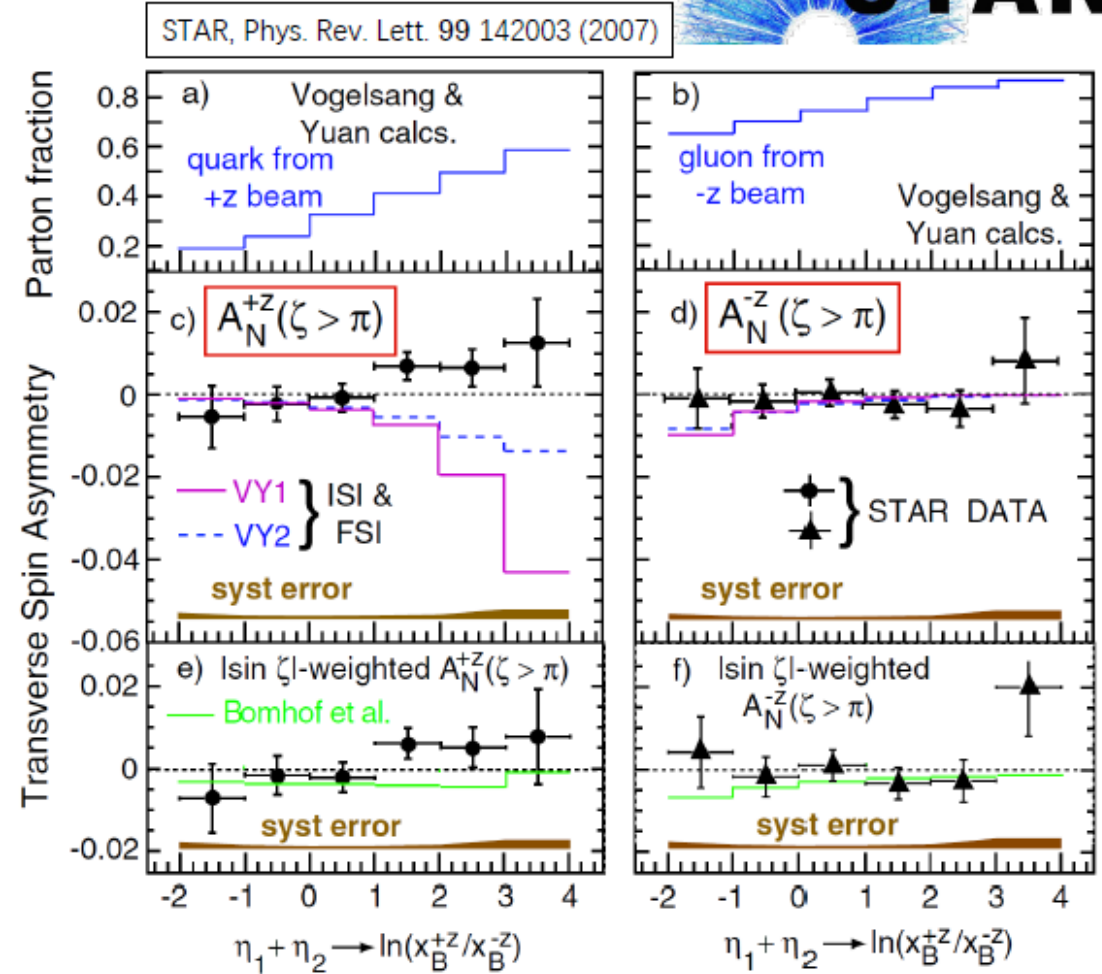 STAR, Phys. Rev. Lett. 99 142003 (2007)
STAR
Parton fraction
0.8
0.6
0.4
0.2
a)
Vogelsang &
Yuan calcs.
quark from
+z beam
b)
gluon from
-z beam
Vogelsang &
Yuan calcs.
Transverse Spin Asymmetry
0.02
0
-0.02
-0.04
-0.06
c) A_N^{+z}(ζ > π)
VY1
VY2
} ISI &
FSI
syst error
d) A_N^{-z}(ζ > π)
} STAR DATA
syst error
0.02
0
-0.02
e) |sin ζ|-weighted A_N^{+z}(ζ > π)
Bomhof et al.
syst error
f) |sin ζ|-weighted
A_N^{-z}(ζ > π)
syst error
-2 -1 0 1 2 3 4
-2 -1 0 1 2 3 4
η₁ + η₂ → ln(x_B^{+z}/x_B^{-z})
η₁ + η₂ → ln(x_B^{+z}/x_B^{-z})